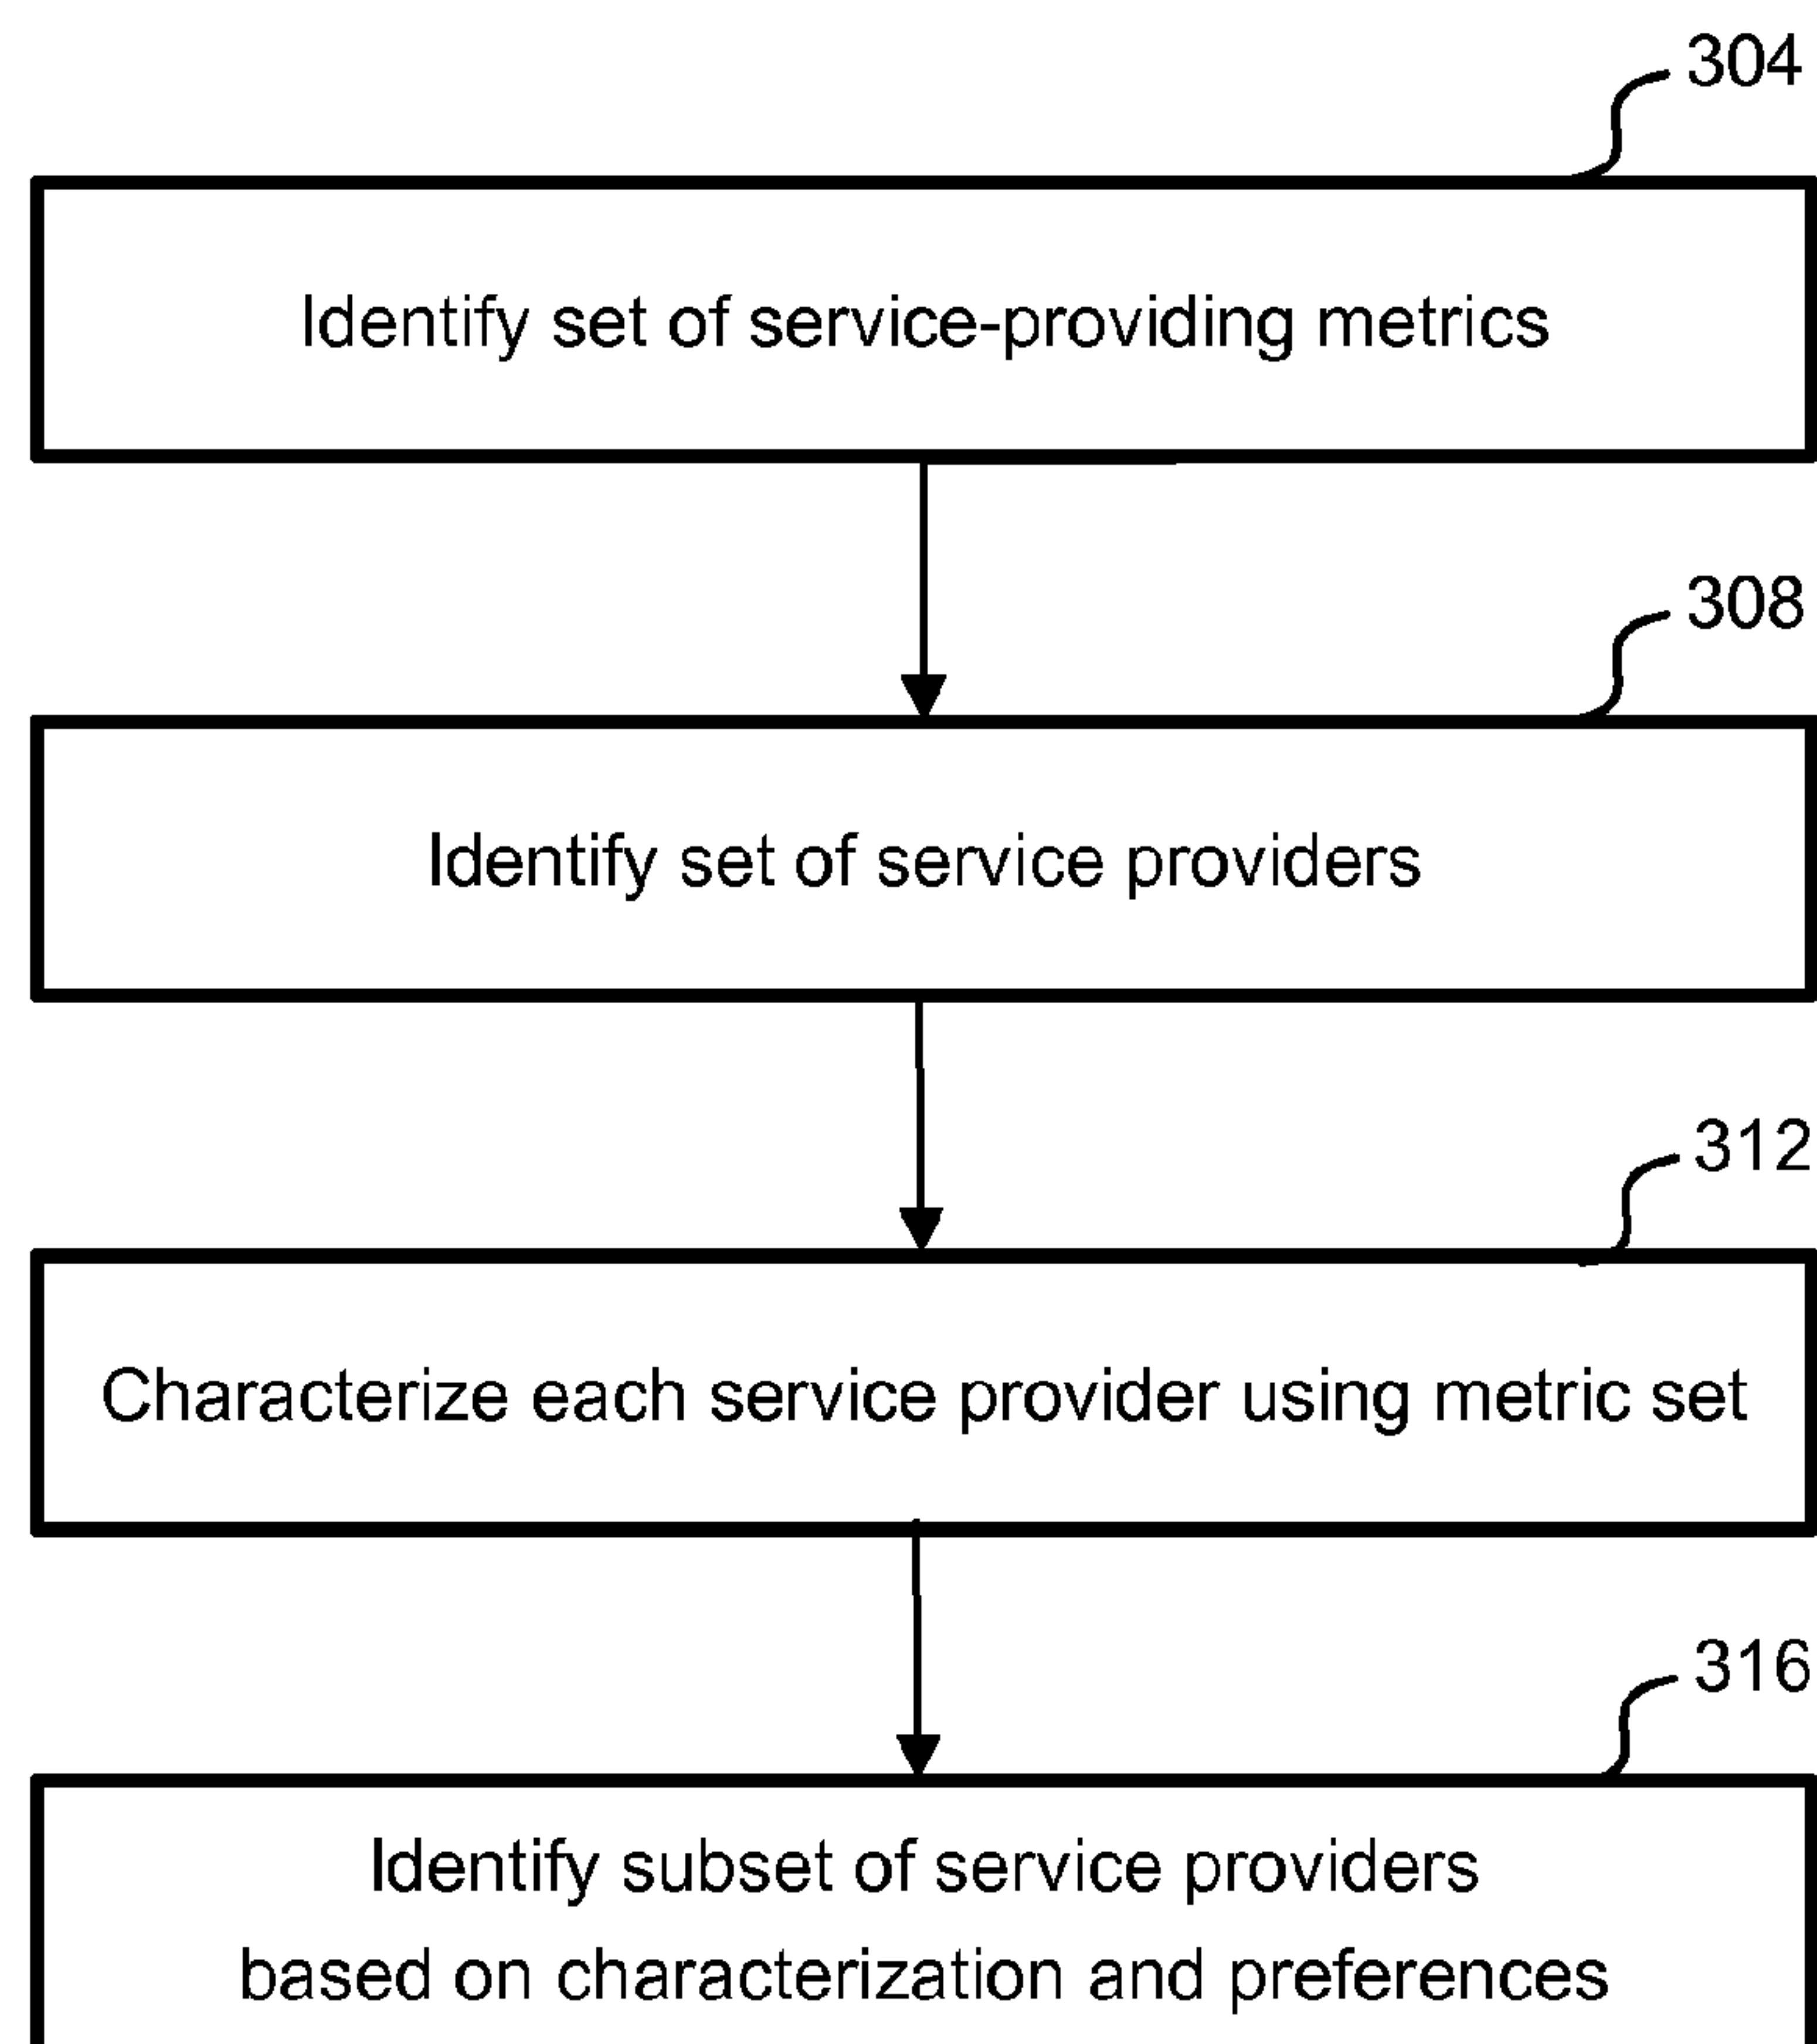 304
Identify set of service-providing metrics
308
Identify set of service providers
312
Characterize each service provider using metric set
316
Identify subset of service providers
based on characterization and preferences